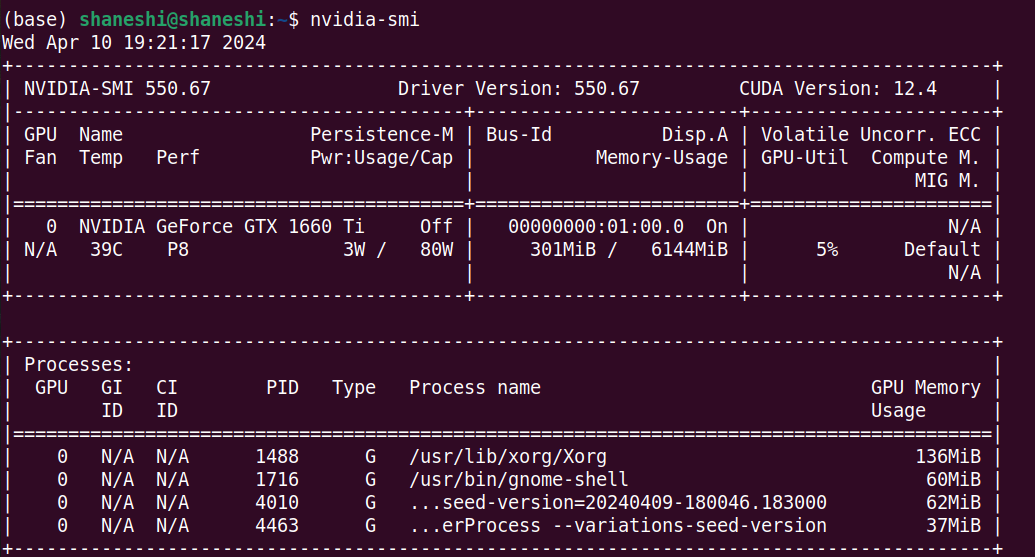 (base) shaneshi@shaneshi:~$ nvidia-smi
Wed Apr 10 19:21:17 2024
+-----------------------------------------------------------------------------------------+
| NVIDIA-SMI 550.67                 Driver Version: 550.67         CUDA Version: 12.4     |
|-----------------------------------------+------------------------+----------------------+
| GPU  Name                 Persistence-M | Bus-Id          Disp.A | Volatile Uncorr. ECC |
| Fan  Temp   Perf          Pwr:Usage/Cap |           Memory-Usage | GPU-Util  Compute M. |
|                                         |                        |               MIG M. |
|=========================================+========================+======================|
|   0  NVIDIA GeForce GTX 1660 Ti     Off |   00000000:01:00.0  On |                  N/A |
| N/A   39C    P8                3W /   80W |     301MiB /   6144MiB |      5%      Default |
|                                         |                        |                  N/A |
+-----------------------------------------+------------------------+----------------------+

+-----------------------------------------------------------------------------------------+
| Processes:                                                                              |
|  GPU   GI   CI        PID   Type   Process name                              GPU Memory |
|        ID   ID                                                               Usage      |
|=========================================================================================|
|    0   N/A  N/A      1488      G   /usr/lib/xorg/Xorg                            136MiB |
|    0   N/A  N/A      1716      G   /usr/bin/gnome-shell                           60MiB |
|    0   N/A  N/A      4010      G   ...seed-version=20240409-180046.183000         62MiB |
|    0   N/A  N/A      4463      G   ...erProcess --variations-seed-version         37MiB |
+-----------------------------------------------------------------------------------------+